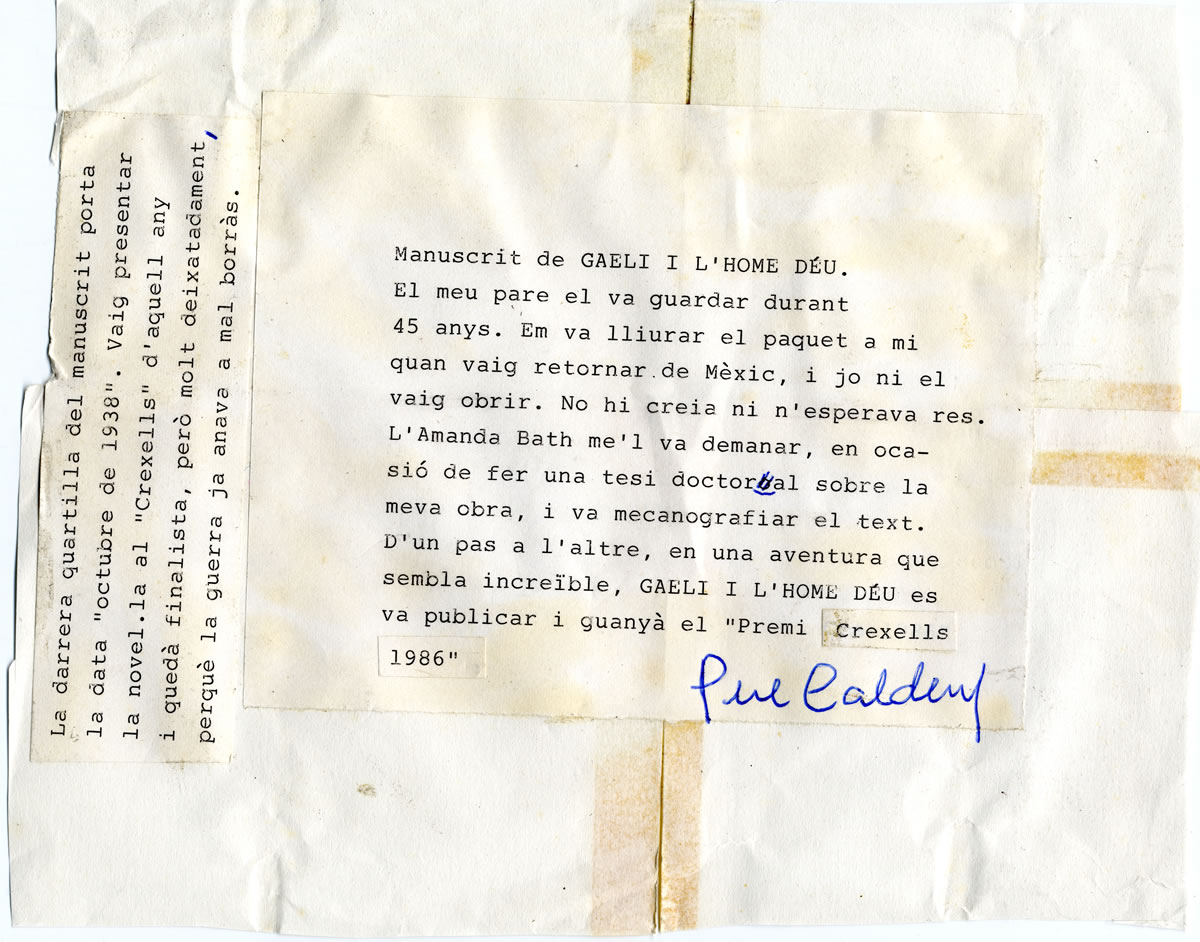 Manuscrit de GAELI I L'HOME DÉU.
El meu pare el va guardar durant
45 anys. Em va lliurar el paquet a mi
quan vaig retornar de Mèxic, i jo ni el
vaig obrir. No hi creia ni n'esperava res.
L'Amanda Bath me'l va demanar, en oca-
sió de fer una tesi doctoral sobre la
meva obra, i va mecanografiar el text.
D'un pas a l'altre, en una aventura que
sembla increïble, GAELI I L'HOME DÉU es
va publicar i guanyà el "Premi Crexells
1986"
Pere Calders
La darrera quartilla del manuscrit porta
la data "octubre de 1938". Vaig presentar
la novel.la al "Crexells" d'aquell any
i quedà finalista, però molt deixatadament,
perquè la guerra ja anava a mal borràs.